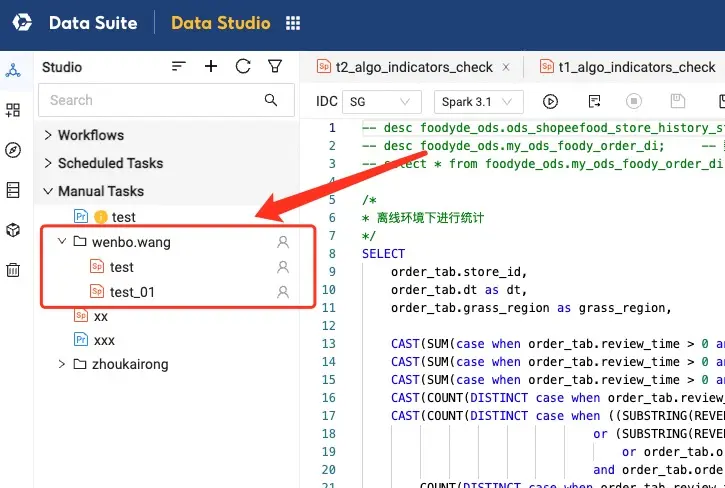 Data Suite
Data Studio
Studio
t2_algo_indicators_check
t1_algo_indicators_check
Search
IDC
SG
Spark 3.1
Workflows
Scheduled Tasks
Manual Tasks
Pr test
wenbo.wang
Sp test
Sp test_01
Sp xx
Pr xxx
zhoukairong
1 -- desc foodyde_ods.ods_shopeefood_store_history_s
2 -- desc foodyde_ods.my_ods_foody_order_di; --
3 -- select * from foodyde_ods.my_ods_foody_order_di
4
5 /*
6 * 离线环境下进行统计
7 */
8 SELECT
9 order_tab.store_id,
10 order_tab.dt as dt,
11 order_tab.grass_region as grass_region,
12
13 CAST(SUM(case when order_tab.review_time > 0 an
14 CAST(SUM(case when order_tab.review_time > 0 an
15 CAST(SUM(case when order_tab.review_time > 0 an
16 CAST(COUNT(DISTINCT case when order_tab.review_
17 CAST(COUNT(DISTINCT case when ((SUBSTRING(REVE
18 or (SUBSTRING(REVE
19 or order_tab.o
20 and order_tab.orde
21 COUNT(DISTINCT case when order_tab.review_t